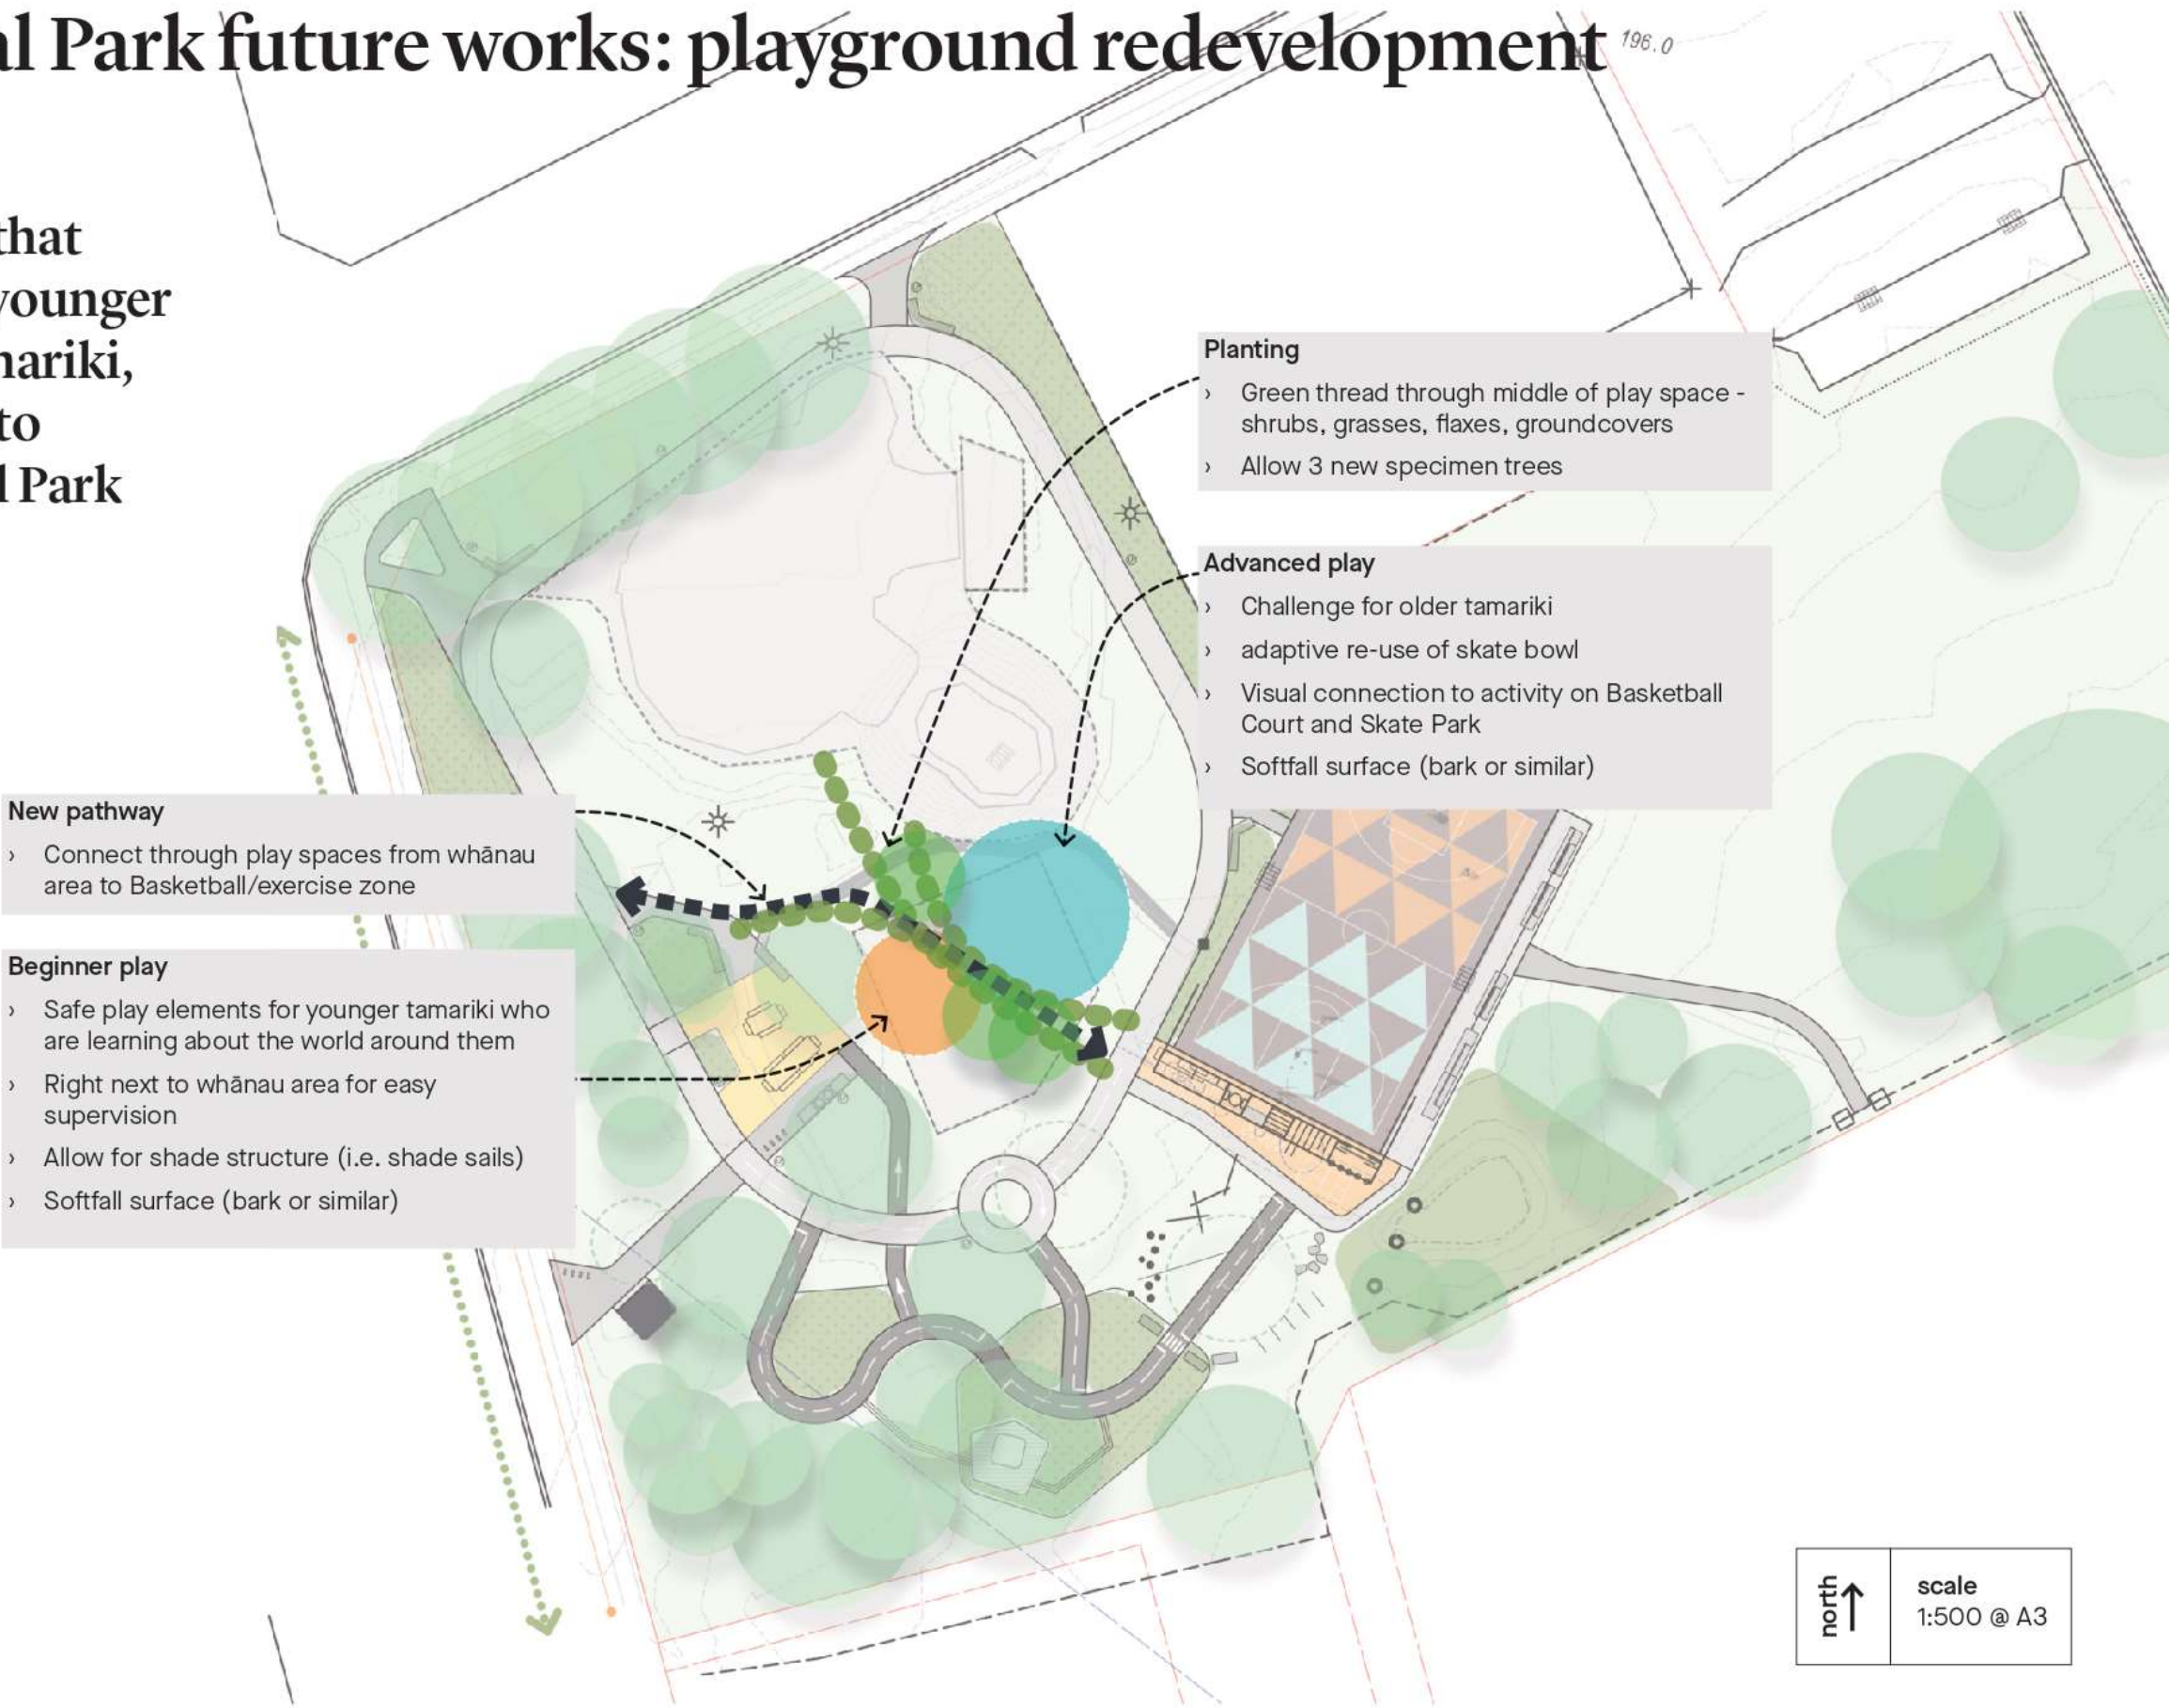 al Park future works: playground redevelopment
196.0
that
younger
mariki,
to
l Park
Planting
› Green thread through middle of play space -
shrubs, grasses, flaxes, groundcovers
› Allow 3 new specimen trees
Advanced play
› Challenge for older tamariki
› adaptive re-use of skate bowl
› Visual connection to activity on Basketball
Court and Skate Park
› Softfall surface (bark or similar)
New pathway
› Connect through play spaces from whānau
area to Basketball/exercise zone
Beginner play
› Safe play elements for younger tamariki who
are learning about the world around them
› Right next to whānau area for easy
supervision
› Allow for shade structure (i.e. shade sails)
› Softfall surface (bark or similar)
north
scale
1:500 @ A3